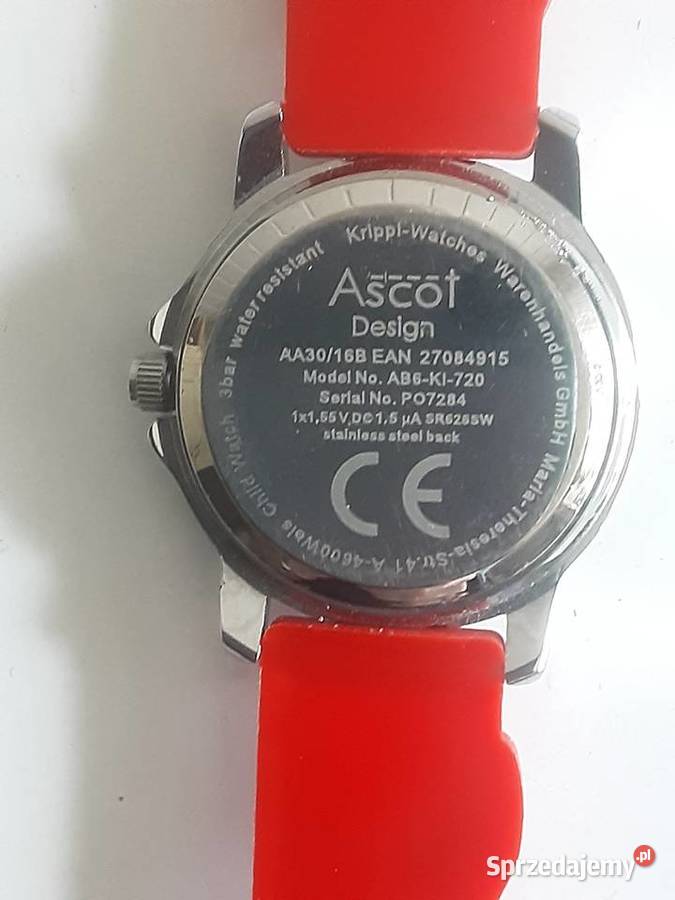 Krippl-Watches Warenhandels GmbH Maria-Theresia-Str.41 A-4600Wels Child Watch 3bar water resistant
Ascot
Design
AA30/16B EAN 27084915
Model No. AB6-KI-720
Serial No. PO7284
1x1,55V,DC 1,5 µA SR626SW
stainless steel back
CE
Sprzedajemy.pl